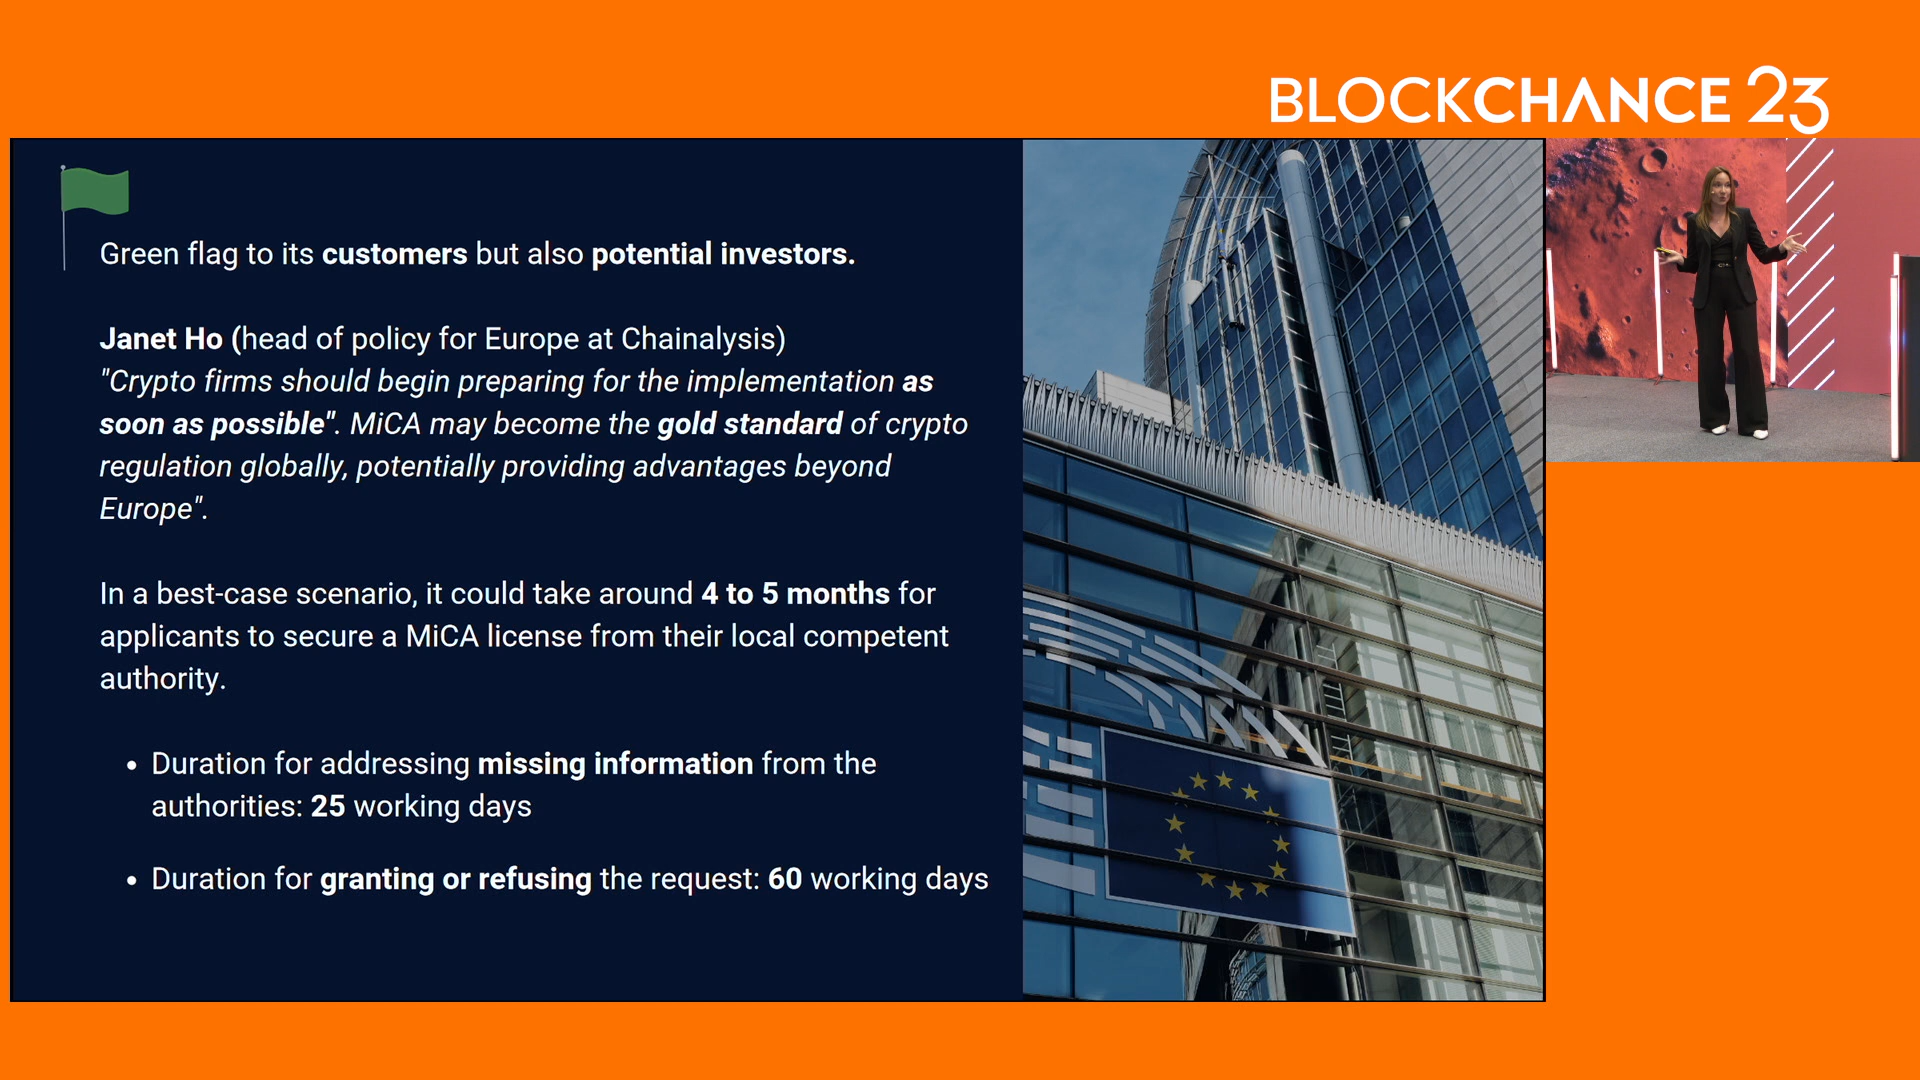 BLOCKCHANCE 23
Green flag to its customers but also potential investors.
Janet Ho (head of policy for Europe at Chainalysis)
"Crypto firms should begin preparing for the implementation as
soon as possible". MiCA may become the gold standard of crypto
regulation globally, potentially providing advantages beyond
Europe".
In a best-case scenario, it could take around 4 to 5 months for
applicants to secure a MiCA license from their local competent
authority.
• Duration for addressing missing information from the
authorities: 25 working days
• Duration for granting or refusing the request: 60 working days